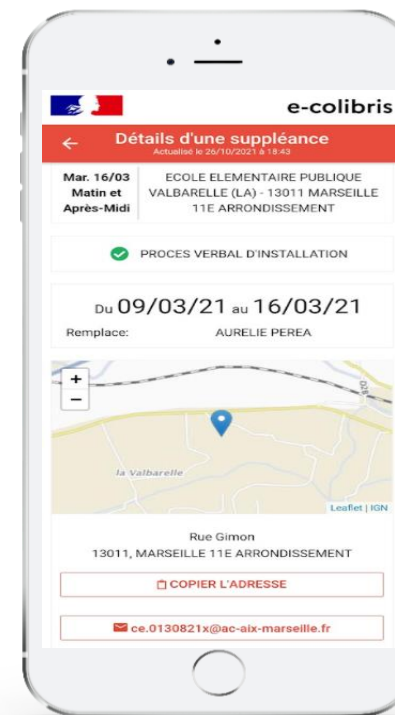 e-colibris
Détails d'une suppléance
Actualisé le 26/10/2021 à 18:43
Mar. 16/03
Matin et
Après-Midi
ECOLE ELEMENTAIRE PUBLIQUE
VALBARELLE (LA) - 13011 MARSEILLE
11E ARRONDISSEMENT
PROCES VERBAL D'INSTALLATION
Du 09/03/21 au 16/03/21
Remplace: AURELIE PEREA
+
−
D2B
la Valbarelle
Leaflet | IGN
Rue Gimon
13011, MARSEILLE 11E ARRONDISSEMENT
COPIER L'ADRESSE
ce.0130821x@ac-aix-marseille.fr